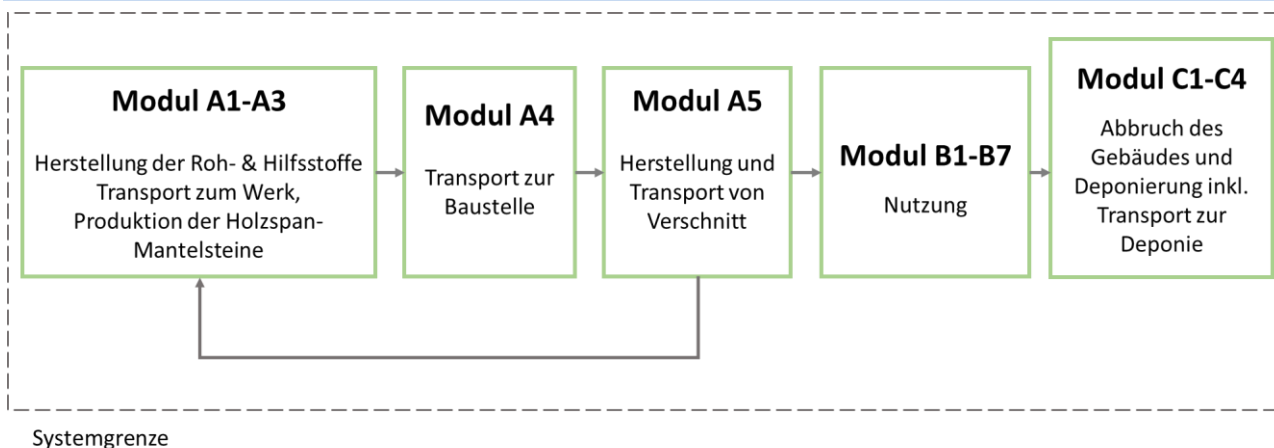 Modul A1-A3
Herstellung der Roh- & Hilfsstoffe
Transport zum Werk,
Produktion der Holzspan-
Mantelsteine
Modul A4
Transport zur
Baustelle
Modul A5
Herstellung und
Transport von
Verschnitt
Modul B1-B7
Nutzung
Modul C1-C4
Abbruch des
Gebäudes und
Deponierung inkl.
Transport zur
Deponie
Systemgrenze